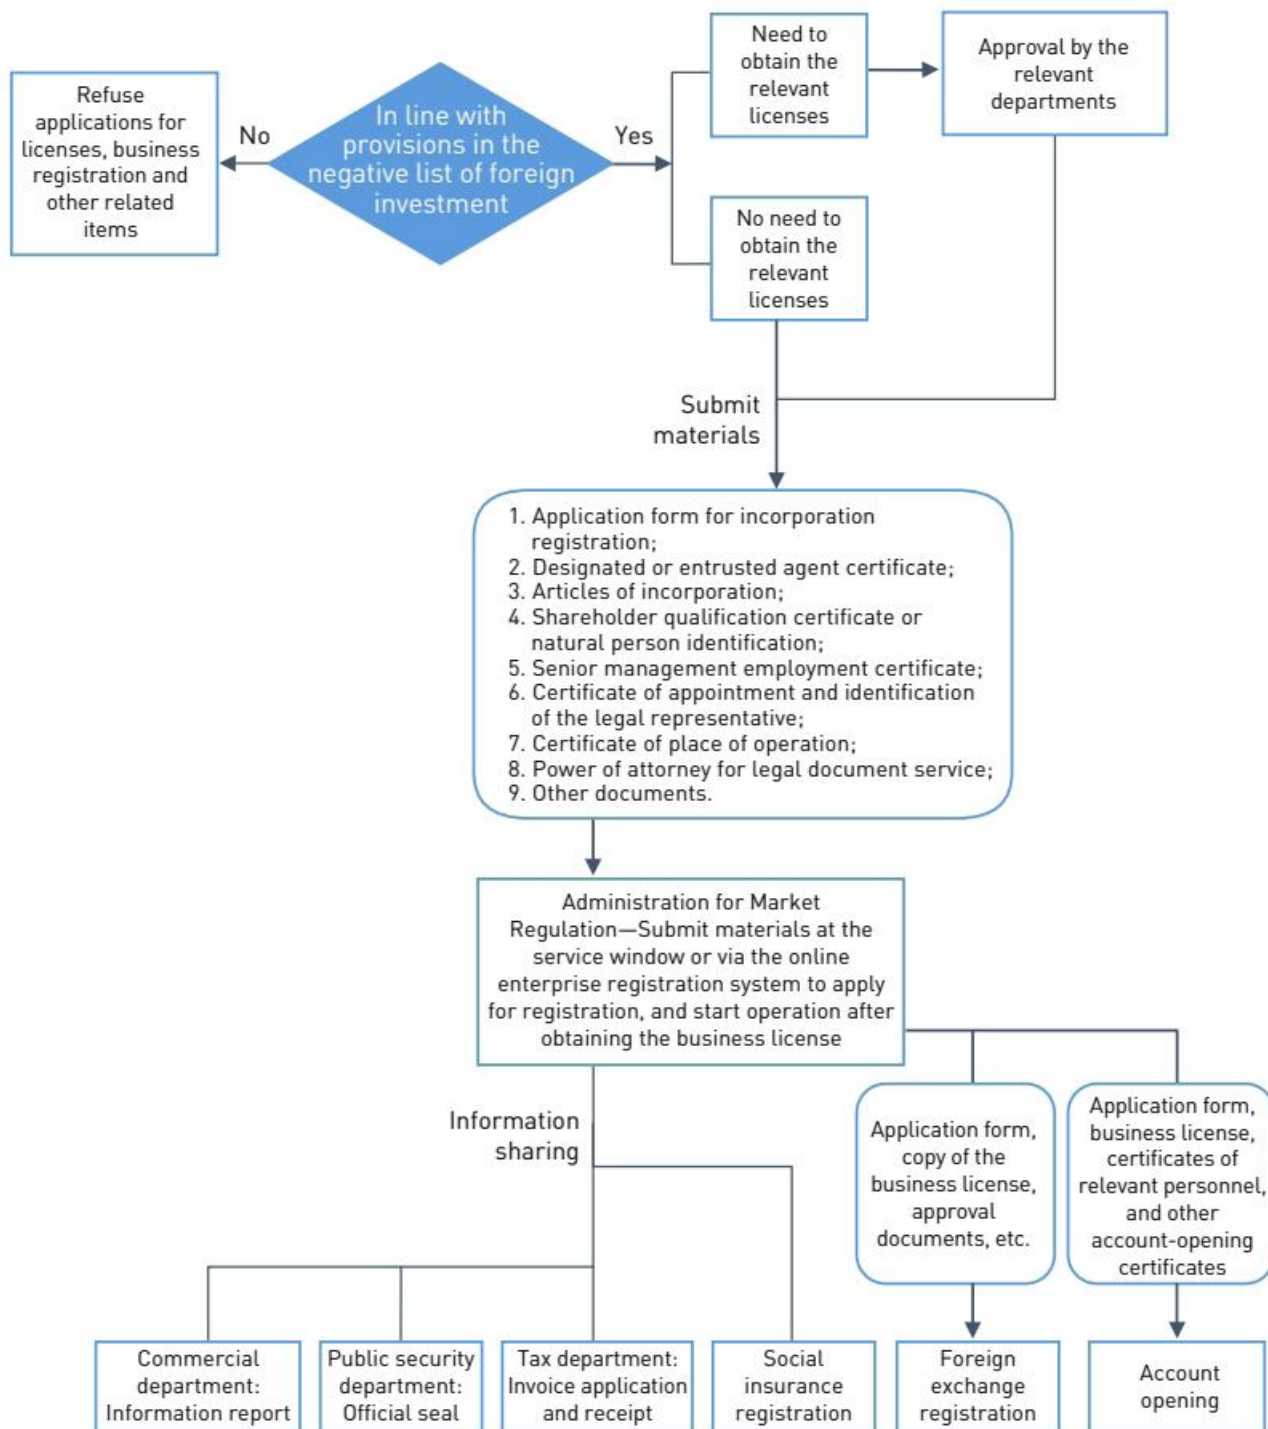 Refuse
applications for
licenses, business
registration and
other related
items
No
In line with
provisions in the
negative list of foreign
investment
Yes
Need to
obtain the
relevant
licenses
Approval by the
relevant
departments
No need to
obtain the
relevant
licenses
Submit
materials
1. Application form for incorporation
registration;
2. Designated or entrusted agent certificate;
3. Articles of incorporation;
4. Shareholder qualification certificate or
natural person identification;
5. Senior management employment certificate;
6. Certificate of appointment and identification
of the legal representative;
7. Certificate of place of operation;
8. Power of attorney for legal document service;
9. Other documents.
Administration for Market
Regulation—Submit materials at the
service window or via the online
enterprise registration system to apply
for registration, and start operation after
obtaining the business license
Information
sharing
Application form,
copy of the
business license,
approval
documents, etc.
Application form,
business license,
certificates of
relevant personnel,
and other
account-opening
certificates
Commercial
department:
Information report
Public security
department:
Official seal
Tax department:
Invoice application
and receipt
Social
insurance
registration
Foreign
exchange
registration
Account
opening